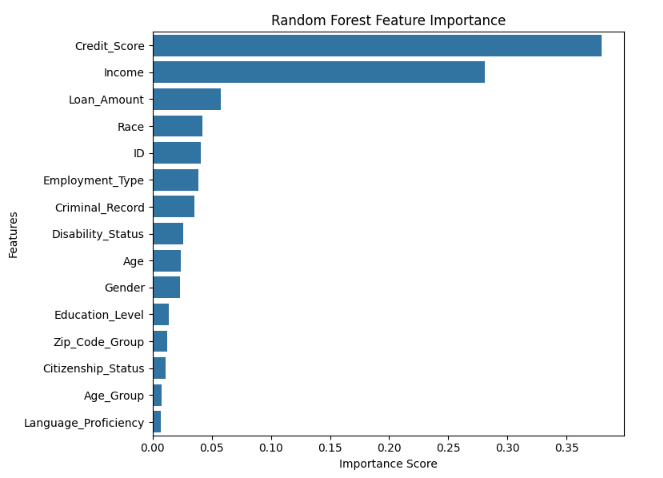 Random Forest Feature Importance
Credit_Score
Income
Loan_Amount
Race
ID
Employment_Type
Criminal_Record
Disability_Status
Age
Gender
Education_Level
Zip_Code_Group
Citizenship_Status
Age_Group
Language_Proficiency
Features
0.00 0.05 0.10 0.15 0.20 0.25 0.30 0.35
Importance Score